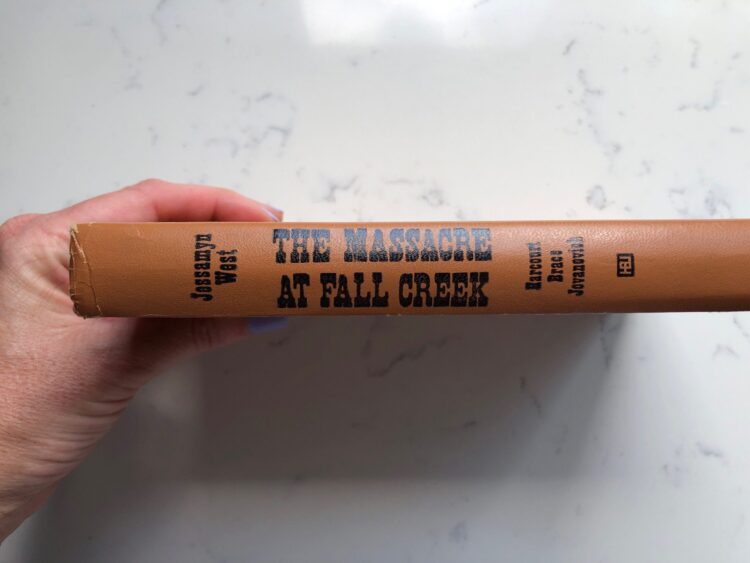 Jessamyn
West
THE MASSACRE
AT FALL CREEK
Harcourt
Brace
Jovanovich
HBJ